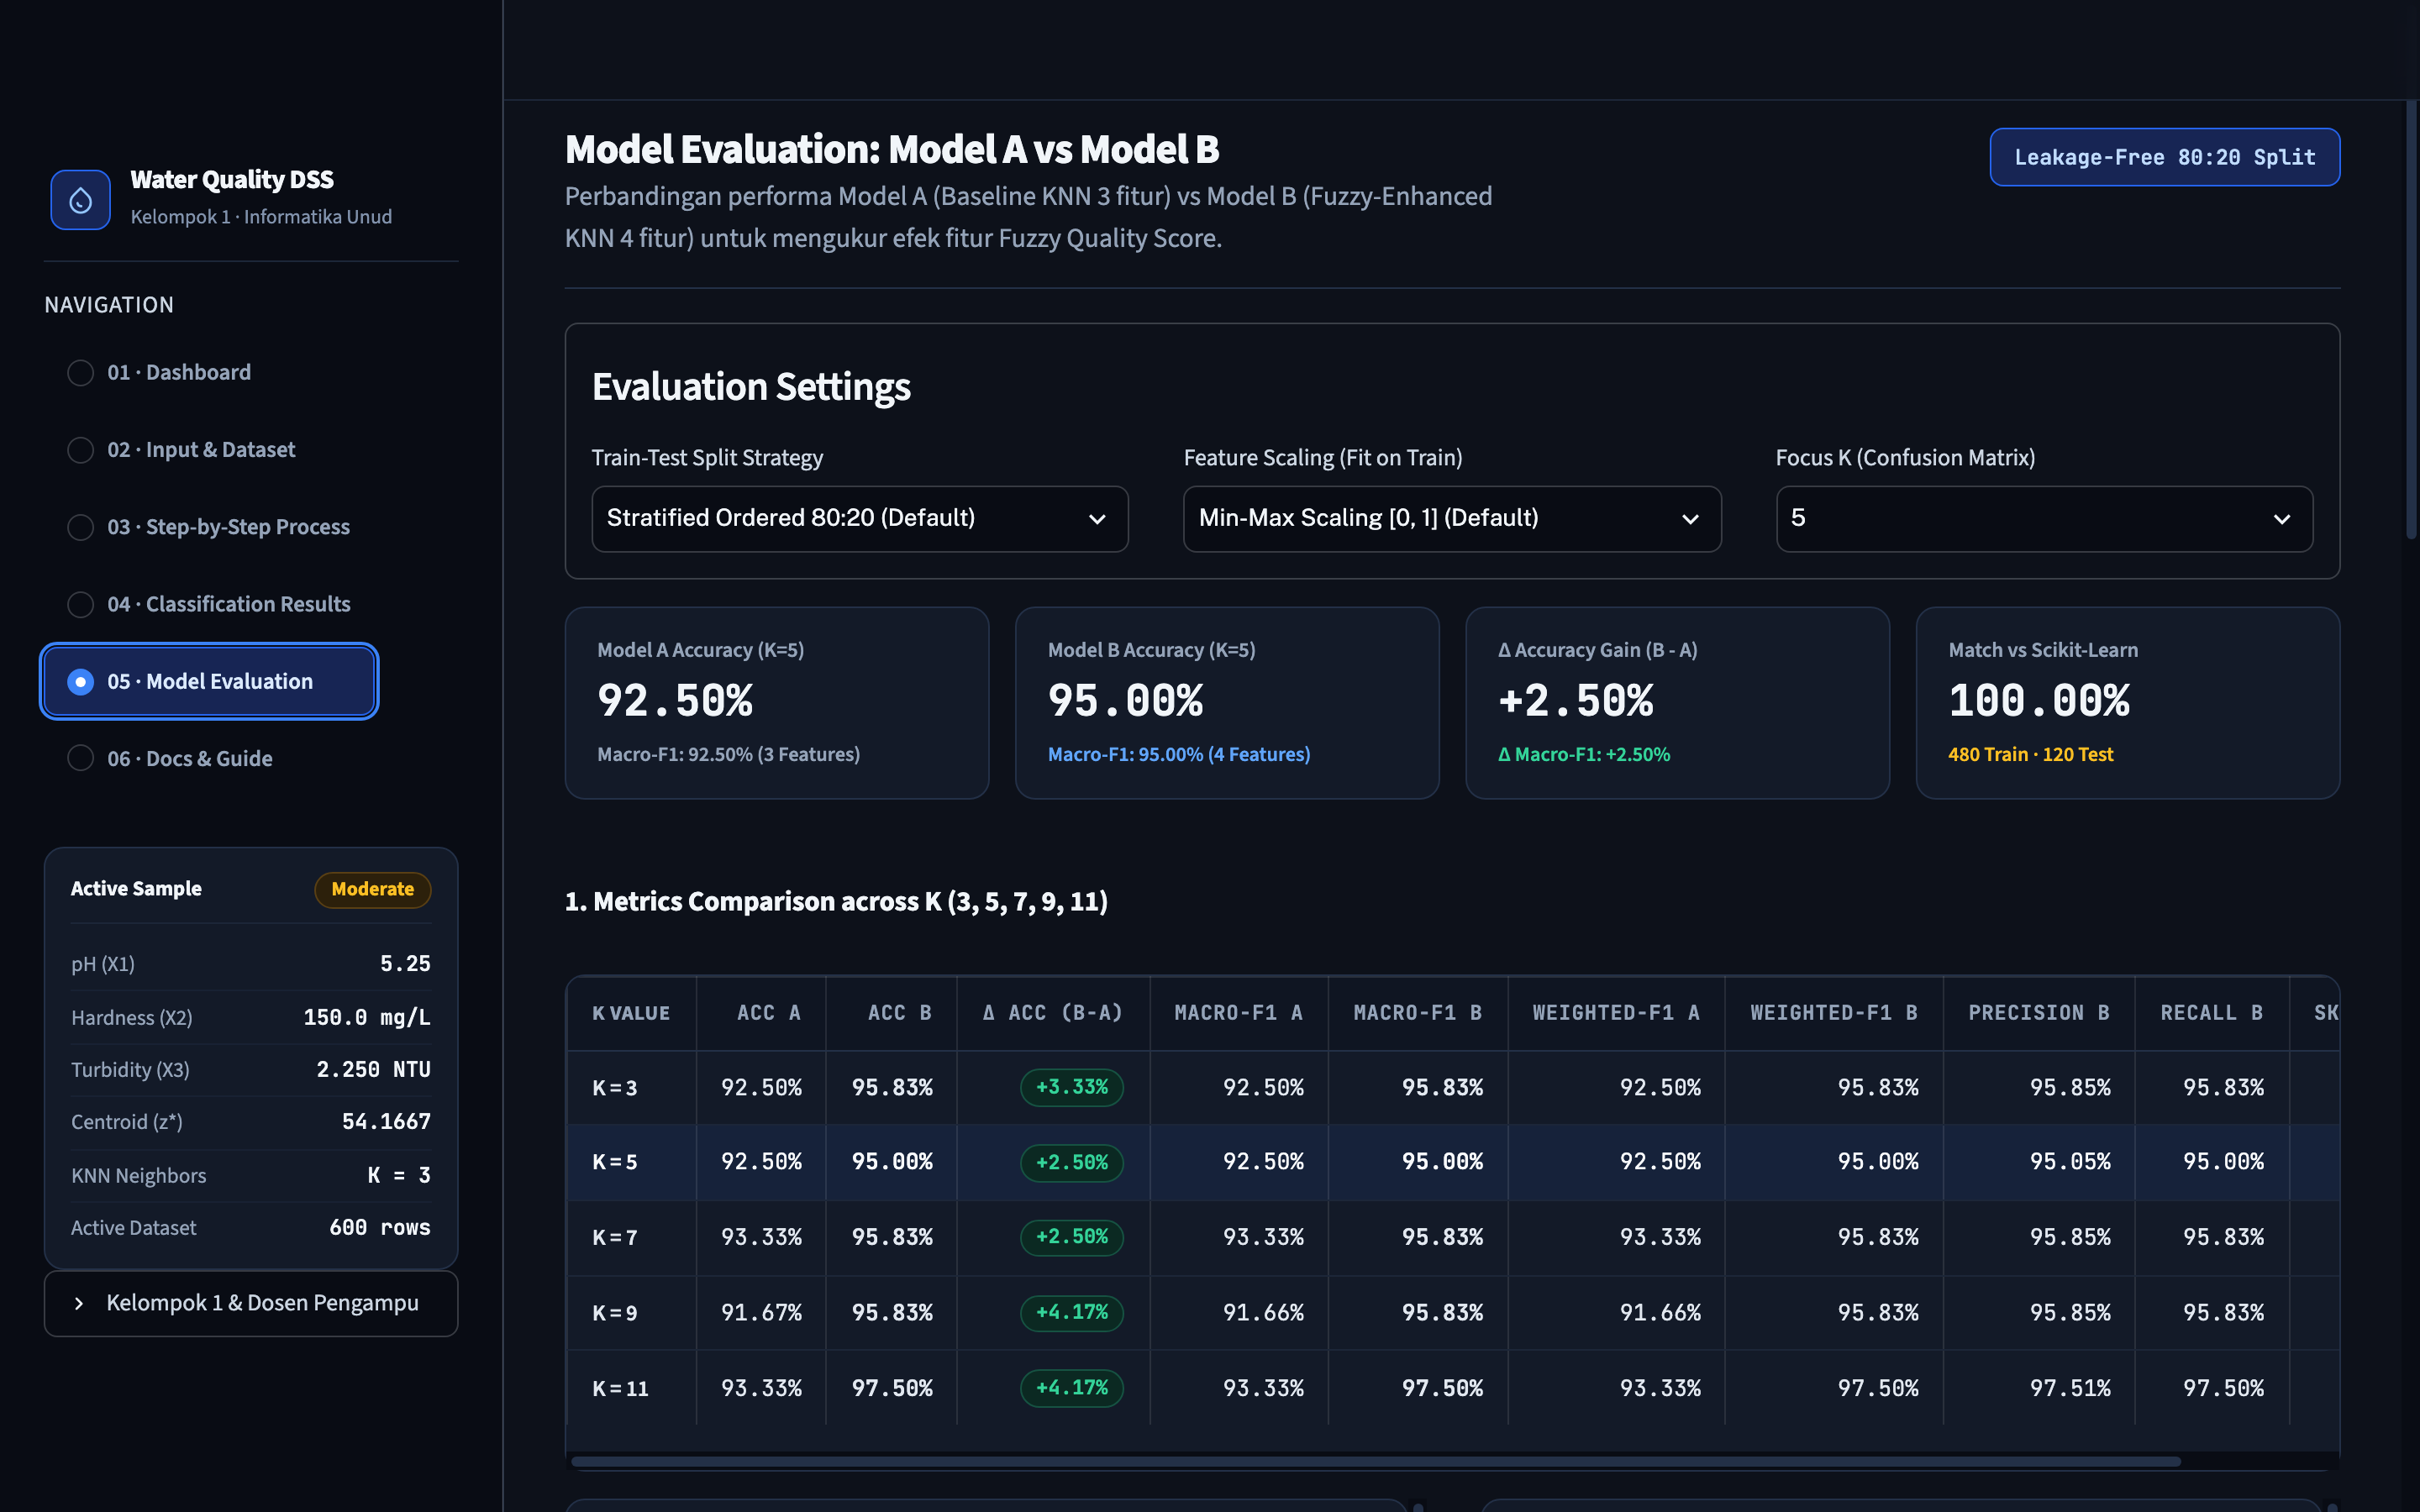 Water Quality DSS
Kelompok 1 · Informatika Unud
NAVIGATION
01 · Dashboard
02 · Input & Dataset
03 · Step-by-Step Process
04 · Classification Results
05 · Model Evaluation
06 · Docs & Guide
Active Sample Moderate
pH (X1) 5.25
Hardness (X2) 150.0 mg/L
Turbidity (X3) 2.250 NTU
Centroid (z*) 54.1667
KNN Neighbors K = 3
Active Dataset 600 rows
Kelompok 1 & Dosen Pengampu
Model Evaluation: Model A vs Model B
Leakage-Free 80:20 Split
Perbandingan performa Model A (Baseline KNN 3 fitur) vs Model B (Fuzzy-Enhanced
KNN 4 fitur) untuk mengukur efek fitur Fuzzy Quality Score.
Evaluation Settings
Train-Test Split Strategy
Stratified Ordered 80:20 (Default)
Feature Scaling (Fit on Train)
Min-Max Scaling [0, 1] (Default)
Focus K (Confusion Matrix)
5
Model A Accuracy (K=5)
92.50%
Macro-F1: 92.50% (3 Features)
Model B Accuracy (K=5)
95.00%
Macro-F1: 95.00% (4 Features)
Δ Accuracy Gain (B - A)
+2.50%
Δ Macro-F1: +2.50%
Match vs Scikit-Learn
100.00%
480 Train · 120 Test
1. Metrics Comparison across K (3, 5, 7, 9, 11)
K VALUE ACC A ACC B Δ ACC (B-A) MACRO-F1 A MACRO-F1 B WEIGHTED-F1 A WEIGHTED-F1 B PRECISION B RECALL B SK
K = 3 92.50% 95.83% +3.33% 92.50% 95.83% 92.50% 95.83% 95.85% 95.83%
K = 5 92.50% 95.00% +2.50% 92.50% 95.00% 92.50% 95.00% 95.05% 95.00%
K = 7 93.33% 95.83% +2.50% 93.33% 95.83% 93.33% 95.83% 95.85% 95.83%
K = 9 91.67% 95.83% +4.17% 91.66% 95.83% 91.66% 95.83% 95.85% 95.83%
K = 11 93.33% 97.50% +4.17% 93.33% 97.50% 93.33% 97.50% 97.51% 97.50%